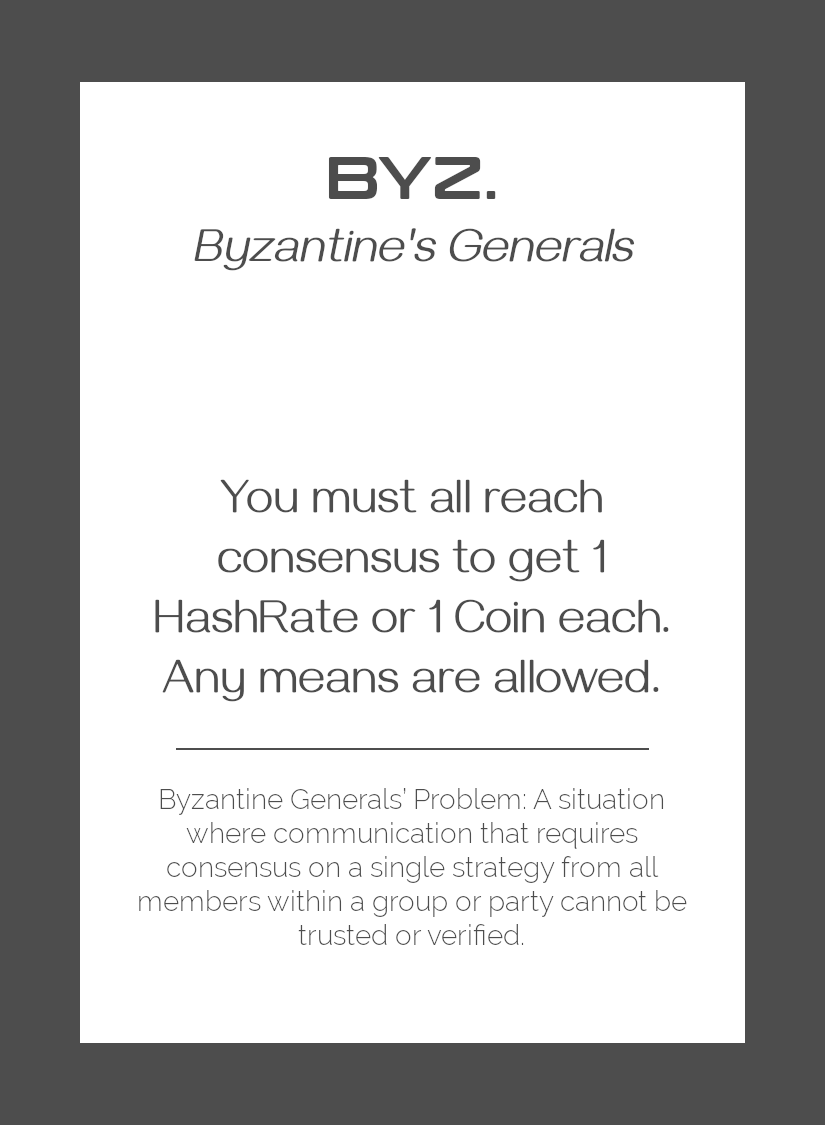 BYZ.
Byzantine's Generals
You must all reach
consensus to get 1
HashRate or 1 Coin each.
Any means are allowed.
Byzantine Generals’ Problem: A situation
where communication that requires
consensus on a single strategy from all
members within a group or party cannot be
trusted or verified.